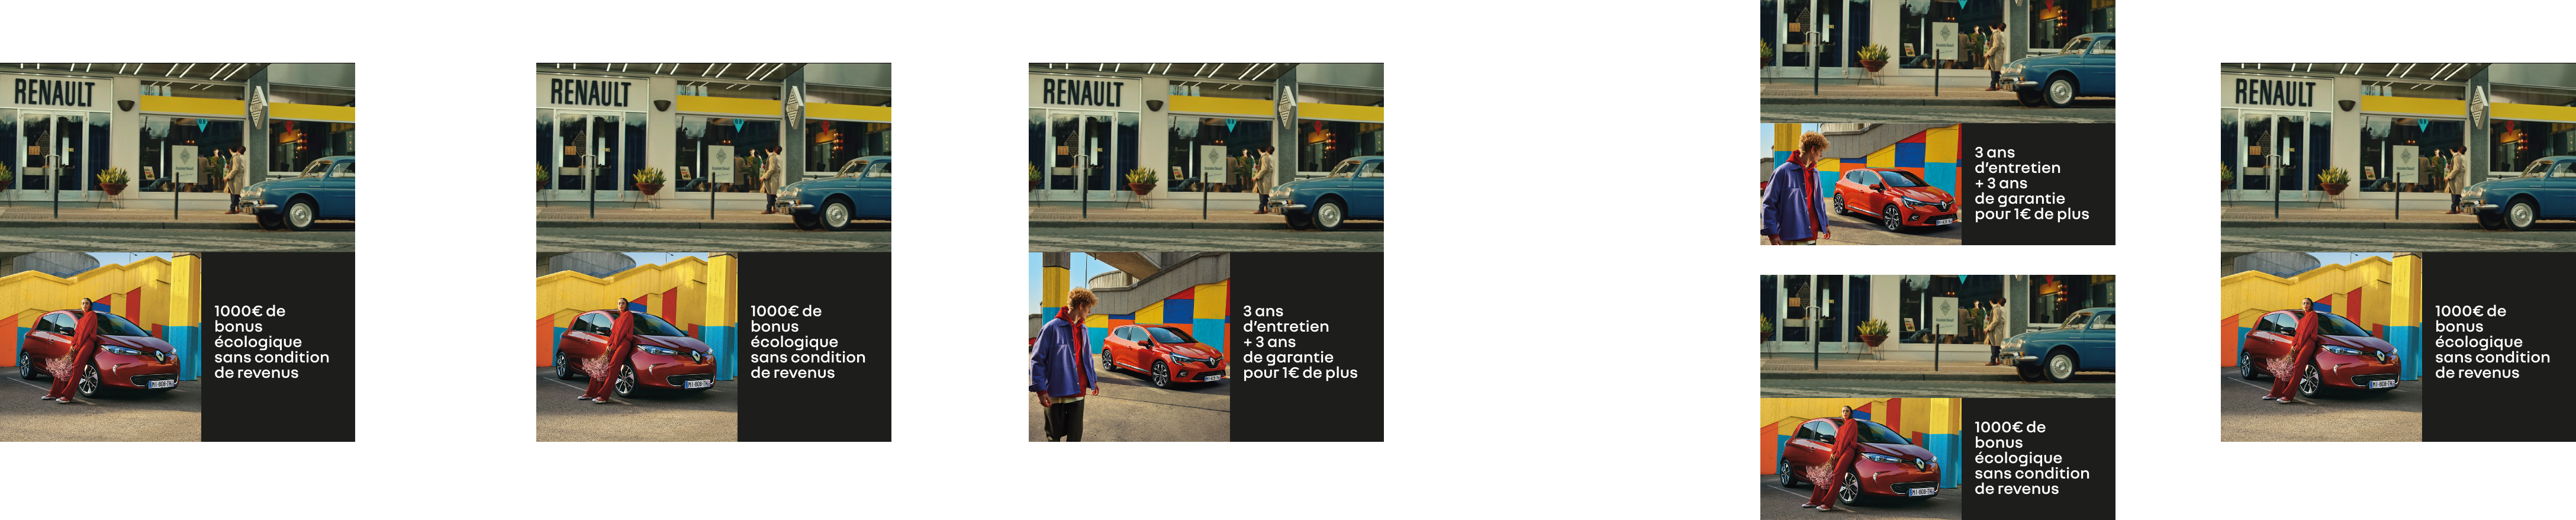 RENAULT
1000€ de
bonus
écologique
sans condition
de revenus
RENAULT
1000€ de
bonus
écologique
sans condition
de revenus
RENAULT
3 ans
d'entretien
+ 3 ans
de garantie
pour 1€ de plus
3 ans
d'entretien
+ 3 ans
de garantie
pour 1€ de plus
1000€ de
bonus
écologique
sans condition
de revenus
RENAULT
1000€ de
bonus
écologique
sans condition
de revenus